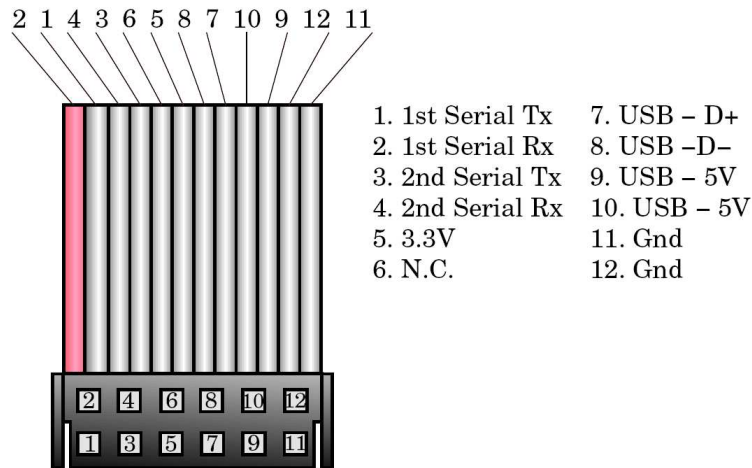 2 1 4 3 6 5 8 7 10 9 12 11
1. 1st Serial Tx
2. 1st Serial Rx
3. 2nd Serial Tx
4. 2nd Serial Rx
5. 3.3V
6. N.C.
7. USB – D+
8. USB –D–
9. USB – 5V
10. USB – 5V
11. Gnd
12. Gnd
2 4 6 8 10 12
1 3 5 7 9 11